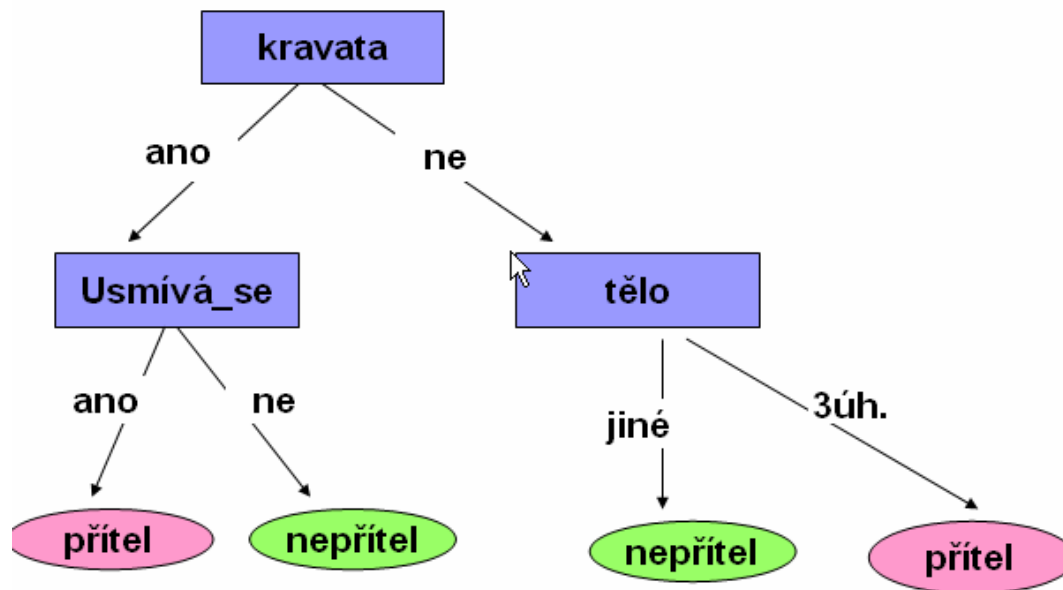 kravata
ano
ne
Usmívá_se
tělo
ano
ne
jiné
3úh.
přítel
nepřítel
nepřítel
přítel